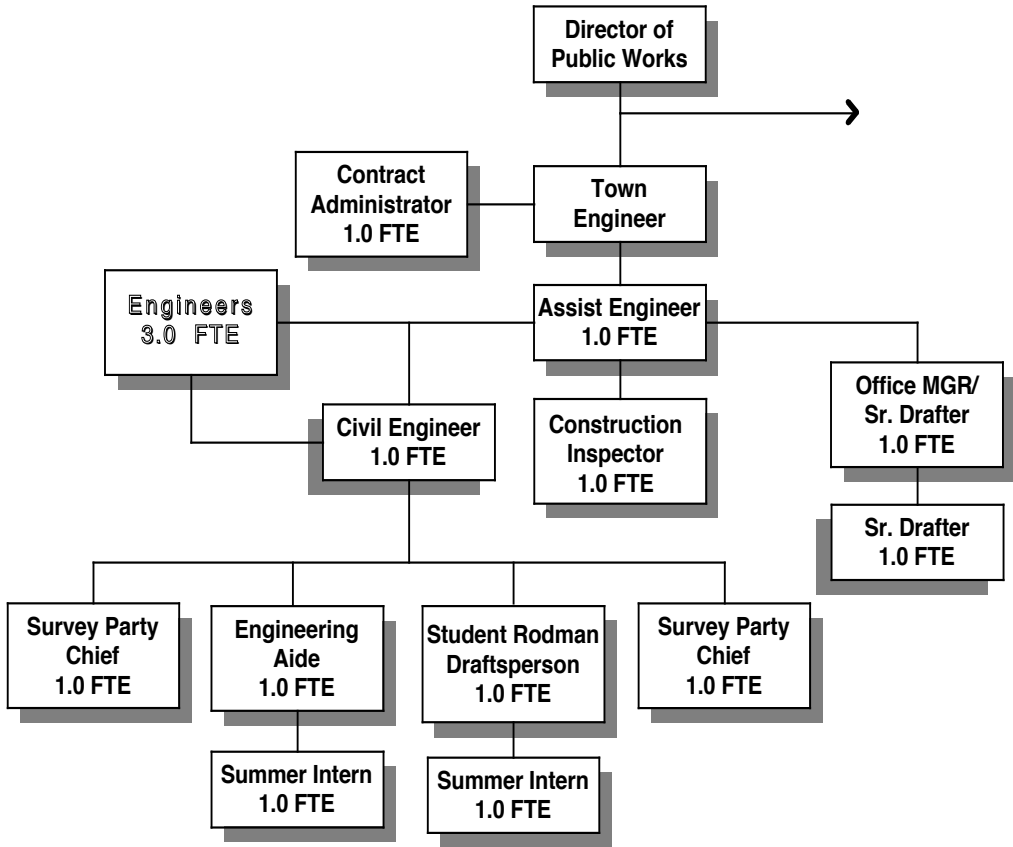 Director of
Public Works
Contract
Administrator
1.0 FTE
Town
Engineer
Engineers
3.0 FTE
Assist Engineer
1.0 FTE
Office MGR/
Sr. Drafter
1.0 FTE
Civil Engineer
1.0 FTE
Construction
Inspector
1.0 FTE
Sr. Drafter
1.0 FTE
Survey Party
Chief
1.0 FTE
Engineering
Aide
1.0 FTE
Student Rodman
Draftsperson
1.0 FTE
Survey Party
Chief
1.0 FTE
Summer Intern
1.0 FTE
Summer Intern
1.0 FTE